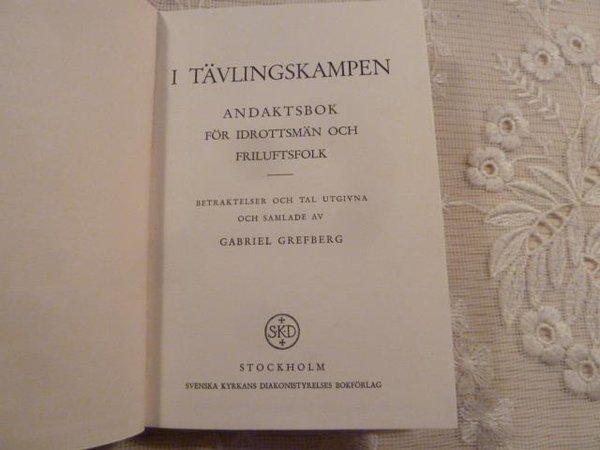 I TÄVLINGSKAMPEN
ANDAKTSBOK
FÖR IDROTTSMÄN OCH
FRILUFTSFOLK
BETRAKTELSER OCH TAL UTGIVNA
OCH SAMLADE AV
GABRIEL GREFBERG
SKD
STOCKHOLM
SVENSKA KYRKANS DIAKONISTYRELSES BOKFÖRLAG